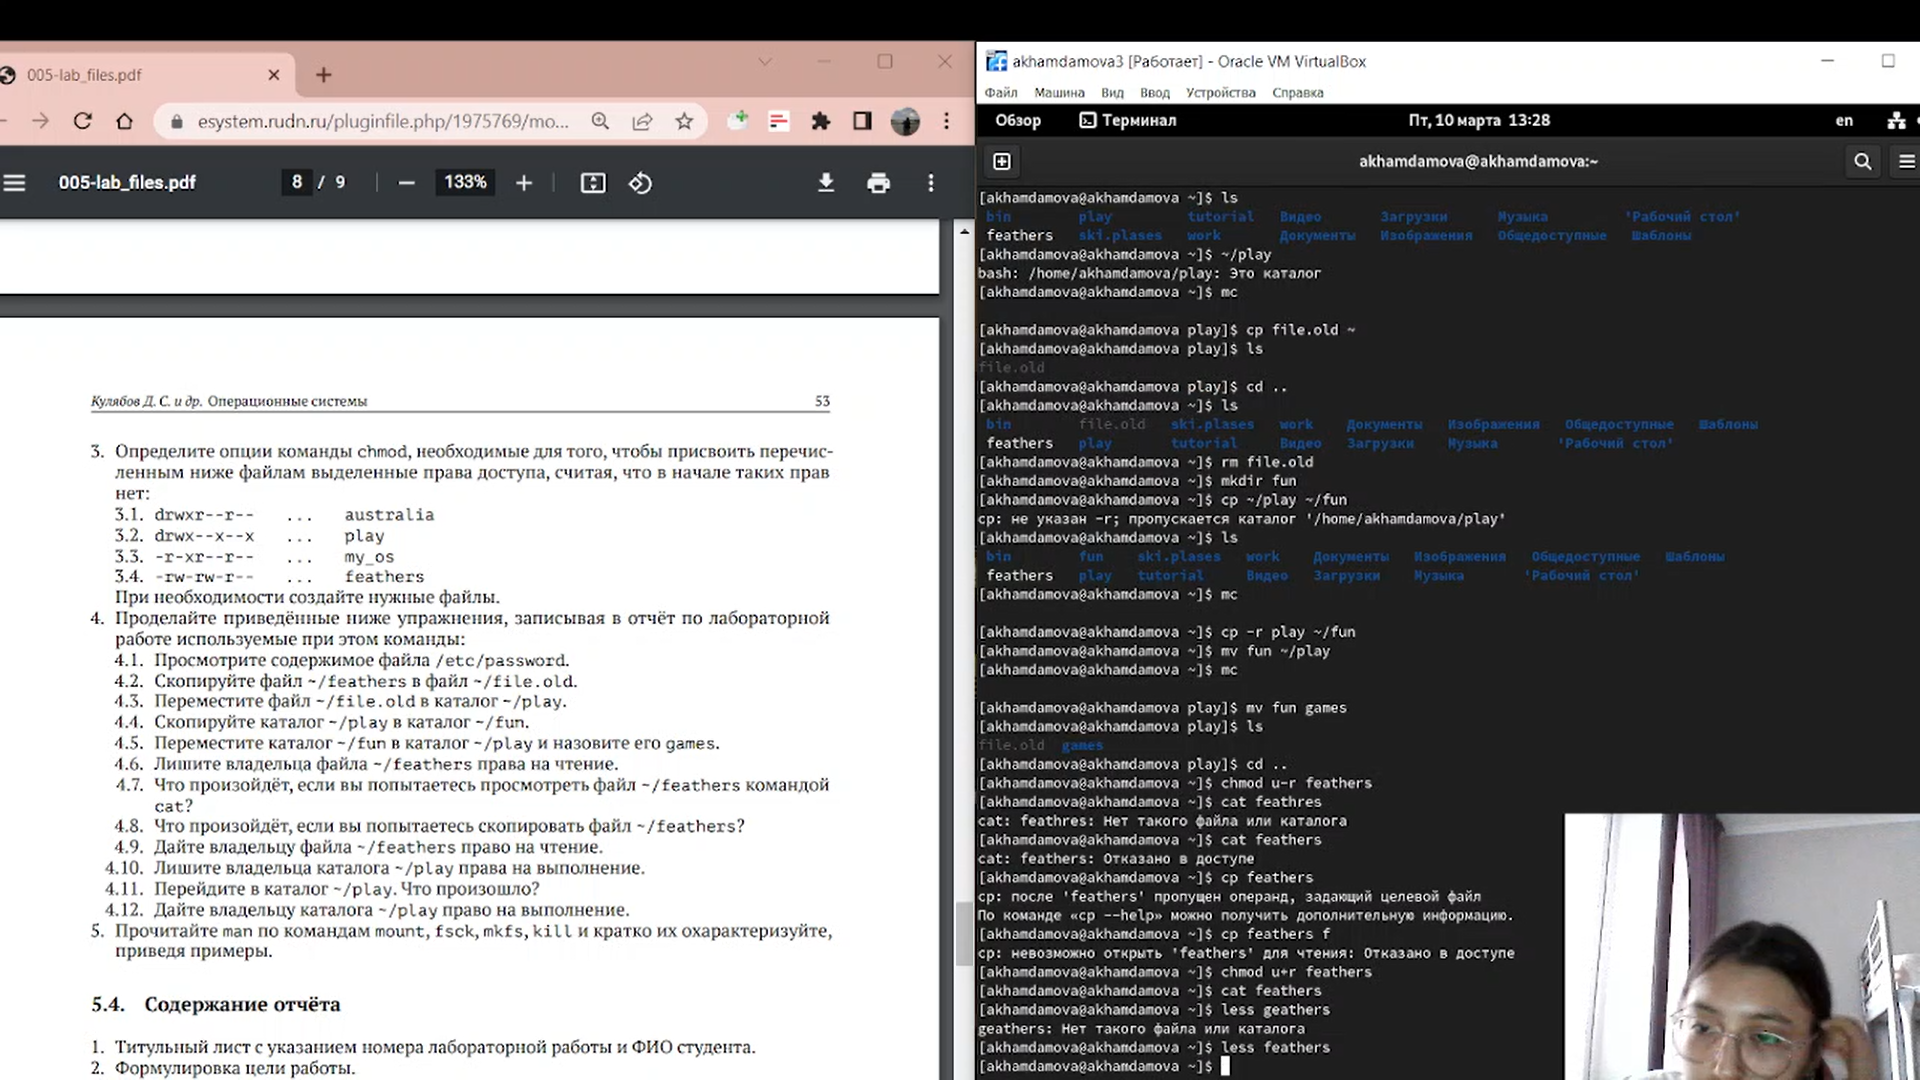 005-lab_files.pdf
esystem.rudn.ru/pluginfile.php/1975769/mo...
005-lab_files.pdf
8 / 9
133%
Кулябов Д. С. и др. Операционные системы
53
3. Определите опции команды chmod, необходимые для того, чтобы присвоить перечис-
ленным ниже файлам выделенные права доступа, считая, что в начале таких прав
нет:
3.1. drwxr--r-- ... australia
3.2. drwx--x--x ... play
3.3. -r-xr--r-- ... my_os
3.4. -rw-rw-r-- ... feathers
При необходимости создайте нужные файлы.
4. Проделайте приведённые ниже упражнения, записывая в отчёт по лабораторной
работе используемые при этом команды:
4.1. Просмотрите содержимое файла /etc/password.
4.2. Скопируйте файл ~/feathers в файл ~/file.old.
4.3. Переместите файл ~/file.old в каталог ~/play.
4.4. Скопируйте каталог ~/play в каталог ~/fun.
4.5. Переместите каталог ~/fun в каталог ~/play и назовите его games.
4.6. Лишите владельца файла ~/feathers права на чтение.
4.7. Что произойдёт, если вы попытаетесь просмотреть файл ~/feathers командой
cat?
4.8. Что произойдёт, если вы попытаетесь скопировать файл ~/feathers?
4.9. Дайте владельцу файла ~/feathers право на чтение.
4.10. Лишите владельца каталога ~/play права на выполнение.
4.11. Перейдите в каталог ~/play. Что произошло?
4.12. Дайте владельцу каталога ~/play право на выполнение.
5. Прочитайте man по командам mount, fsck, mkfs, kill и кратко их охарактеризуйте,
приведя примеры.
5.4. Содержание отчёта
1. Титульный лист с указанием номера лабораторной работы и ФИО студента.
2. Формулировка цели работы.
akhamdamova3 [Работает] - Oracle VM VirtualBox
Файл Машина Вид Ввод Устройства Справка
Обзор Терминал Пт, 10 марта 13:28 en
akhamdamova@akhamdamova:~
[akhamdamova@akhamdamova ~]$ ls
bin play tutorial Видео Загрузки Музыка 'Рабочий стол'
feathers ski.plases work Документы Изображения Общедоступные Шаблоны
[akhamdamova@akhamdamova ~]$ ~/play
bash: /home/akhamdamova/play: Это каталог
[akhamdamova@akhamdamova ~]$ mc
[akhamdamova@akhamdamova play]$ cp file.old ~
[akhamdamova@akhamdamova play]$ ls
file.old
[akhamdamova@akhamdamova play]$ cd ..
[akhamdamova@akhamdamova ~]$ ls
bin file.old ski.plases work Документы Изображения Общедоступные Шаблоны
feathers play tutorial Видео Загрузки Музыка 'Рабочий стол'
[akhamdamova@akhamdamova ~]$ rm file.old
[akhamdamova@akhamdamova ~]$ mkdir fun
[akhamdamova@akhamdamova ~]$ cp ~/play ~/fun
cp: не указан -r; пропускается каталог '/home/akhamdamova/play'
[akhamdamova@akhamdamova ~]$ ls
bin fun ski.plases work Документы Изображения Общедоступные Шаблоны
feathers play tutorial Видео Загрузки Музыка 'Рабочий стол'
[akhamdamova@akhamdamova ~]$ mc
[akhamdamova@akhamdamova ~]$ cp -r play ~/fun
[akhamdamova@akhamdamova ~]$ mv fun ~/play
[akhamdamova@akhamdamova ~]$ mc
[akhamdamova@akhamdamova play]$ mv fun games
[akhamdamova@akhamdamova play]$ ls
file.old games
[akhamdamova@akhamdamova play]$ cd ..
[akhamdamova@akhamdamova ~]$ chmod u-r feathers
[akhamdamova@akhamdamova ~]$ cat feathres
cat: feathres: Нет такого файла или каталога
[akhamdamova@akhamdamova ~]$ cat feathers
cat: feathers: Отказано в доступе
[akhamdamova@akhamdamova ~]$ cp feathers
cp: после 'feathers' пропущен операнд, задающий целевой файл
По команде «cp --help» можно получить дополнительную информацию.
[akhamdamova@akhamdamova ~]$ cp feathers f
cp: невозможно открыть 'feathers' для чтения: Отказано в доступе
[akhamdamova@akhamdamova ~]$ chmod u+r feathers
[akhamdamova@akhamdamova ~]$ cat feathers
[akhamdamova@akhamdamova ~]$ less geathers
geathers: Нет такого файла или каталога
[akhamdamova@akhamdamova ~]$ less feathers
[akhamdamova@akhamdamova ~]$